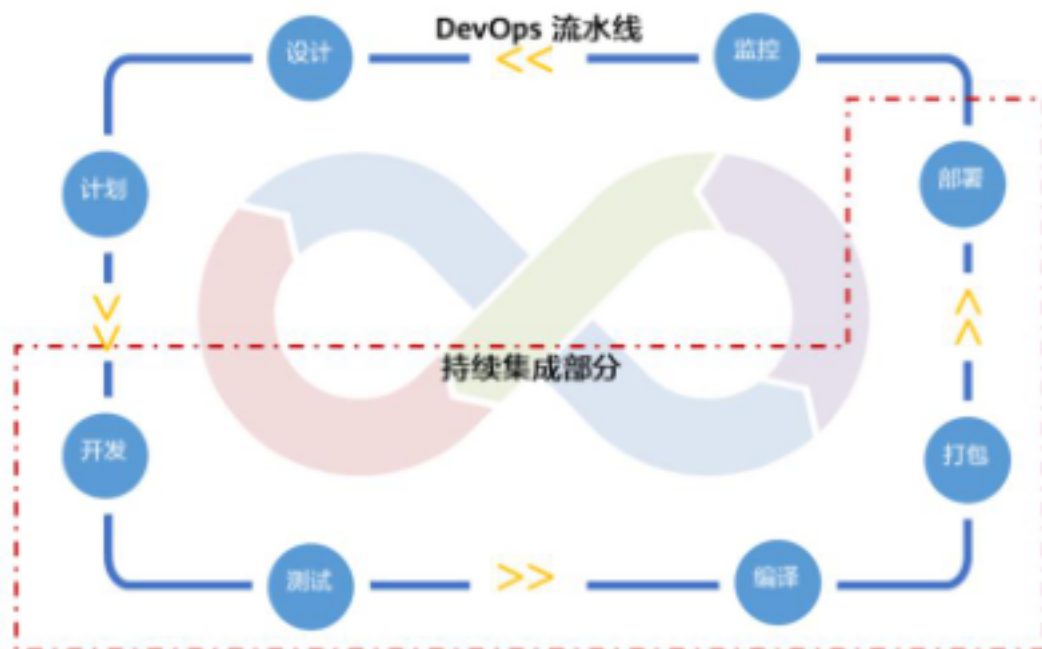 DevOps 流水线
设计
监控
计划
部署
持续集成部分
开发
打包
测试
编译